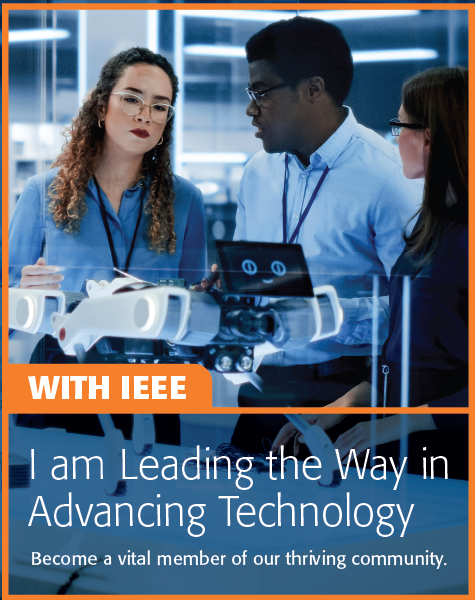 WITH IEEE
I am Leading the Way in
Advancing Technology
Become a vital member of our thriving community.